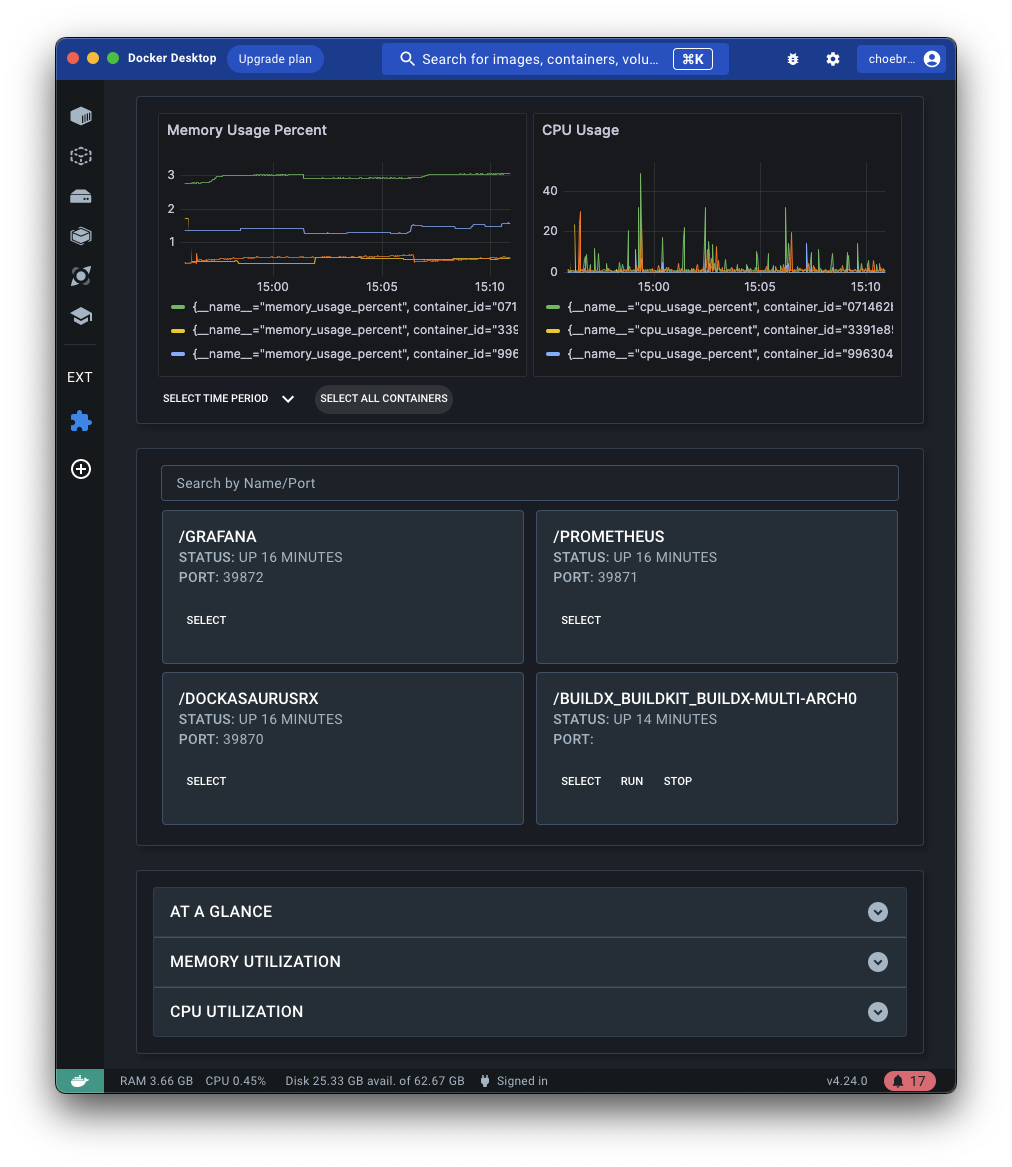 Docker Desktop
Upgrade plan
Search for images, containers, volu...
⌘K
choebr...
EXT
Memory Usage Percent
3
2
1
15:00 15:05 15:10
{__name__="memory_usage_percent", container_id="071
{__name__="memory_usage_percent", container_id="339
{__name__="memory_usage_percent", container_id="996
CPU Usage
40
20
0
15:00 15:05 15:10
{__name__="cpu_usage_percent", container_id="071462
{__name__="cpu_usage_percent", container_id="3391e8
{__name__="cpu_usage_percent", container_id="996304
SELECT TIME PERIOD
SELECT ALL CONTAINERS
Search by Name/Port
/GRAFANA
STATUS: UP 16 MINUTES
PORT: 39872
SELECT
/PROMETHEUS
STATUS: UP 16 MINUTES
PORT: 39871
SELECT
/DOCKASAURUSRX
STATUS: UP 16 MINUTES
PORT: 39870
SELECT
/BUILDX_BUILDKIT_BUILDX-MULTI-ARCH0
STATUS: UP 14 MINUTES
PORT:
SELECT RUN STOP
AT A GLANCE
MEMORY UTILIZATION
CPU UTILIZATION
RAM 3.66 GB CPU 0.45% Disk 25.33 GB avail. of 62.67 GB Signed in v4.24.0 17